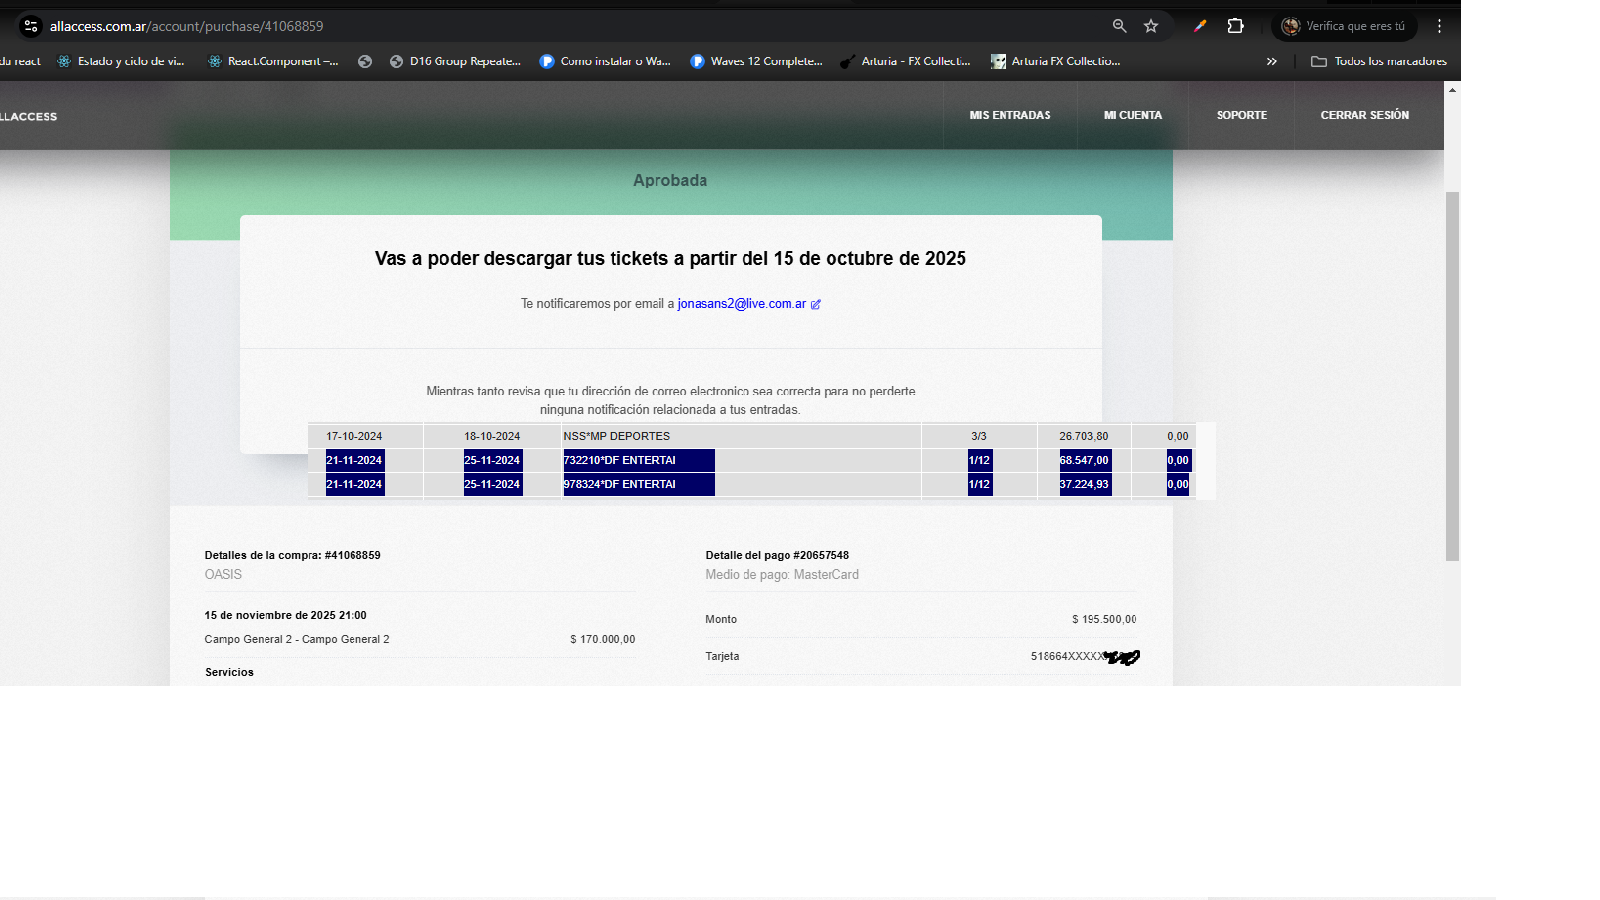 allaccess.com.ar/account/purchase/41068859
Verifica que eres tú
du react
Estado y ciclo de vi...
React.Component –...
D16 Group Repeate...
Como instalar o Wa...
Waves 12 Complete...
Arturia - FX Collecti...
Arturia FX Collectio...
»
Todos los marcadores
LLACCESS
MIS ENTRADAS
MI CUENTA
SOPORTE
CERRAR SESIÓN
Aprobada
Vas a poder descargar tus tickets a partir del 15 de octubre de 2025
Te notificaremos por email a jonasans2@live.com.ar
Mientras tanto revisa que tu dirección de correo electronico sea correcta para no perderte
ninguna notificación relacionada a tus entradas.
17-10-2024 18-10-2024 NSS*MP DEPORTES 3/3 26.703,80 0,00
21-11-2024 25-11-2024 732210*DF ENTERTAI 1/12 68.547,00 0,00
21-11-2024 25-11-2024 978324*DF ENTERTAI 1/12 37.224,93 0,00
Detalles de la compra: #41068859
OASIS
15 de noviembre de 2025 21:00
Campo General 2 - Campo General 2 $ 170.000,00
Servicios
Detalle del pago #20657548
Medio de pago: MasterCard
Monto $ 195.500,00
Tarjeta 518664XXXXX